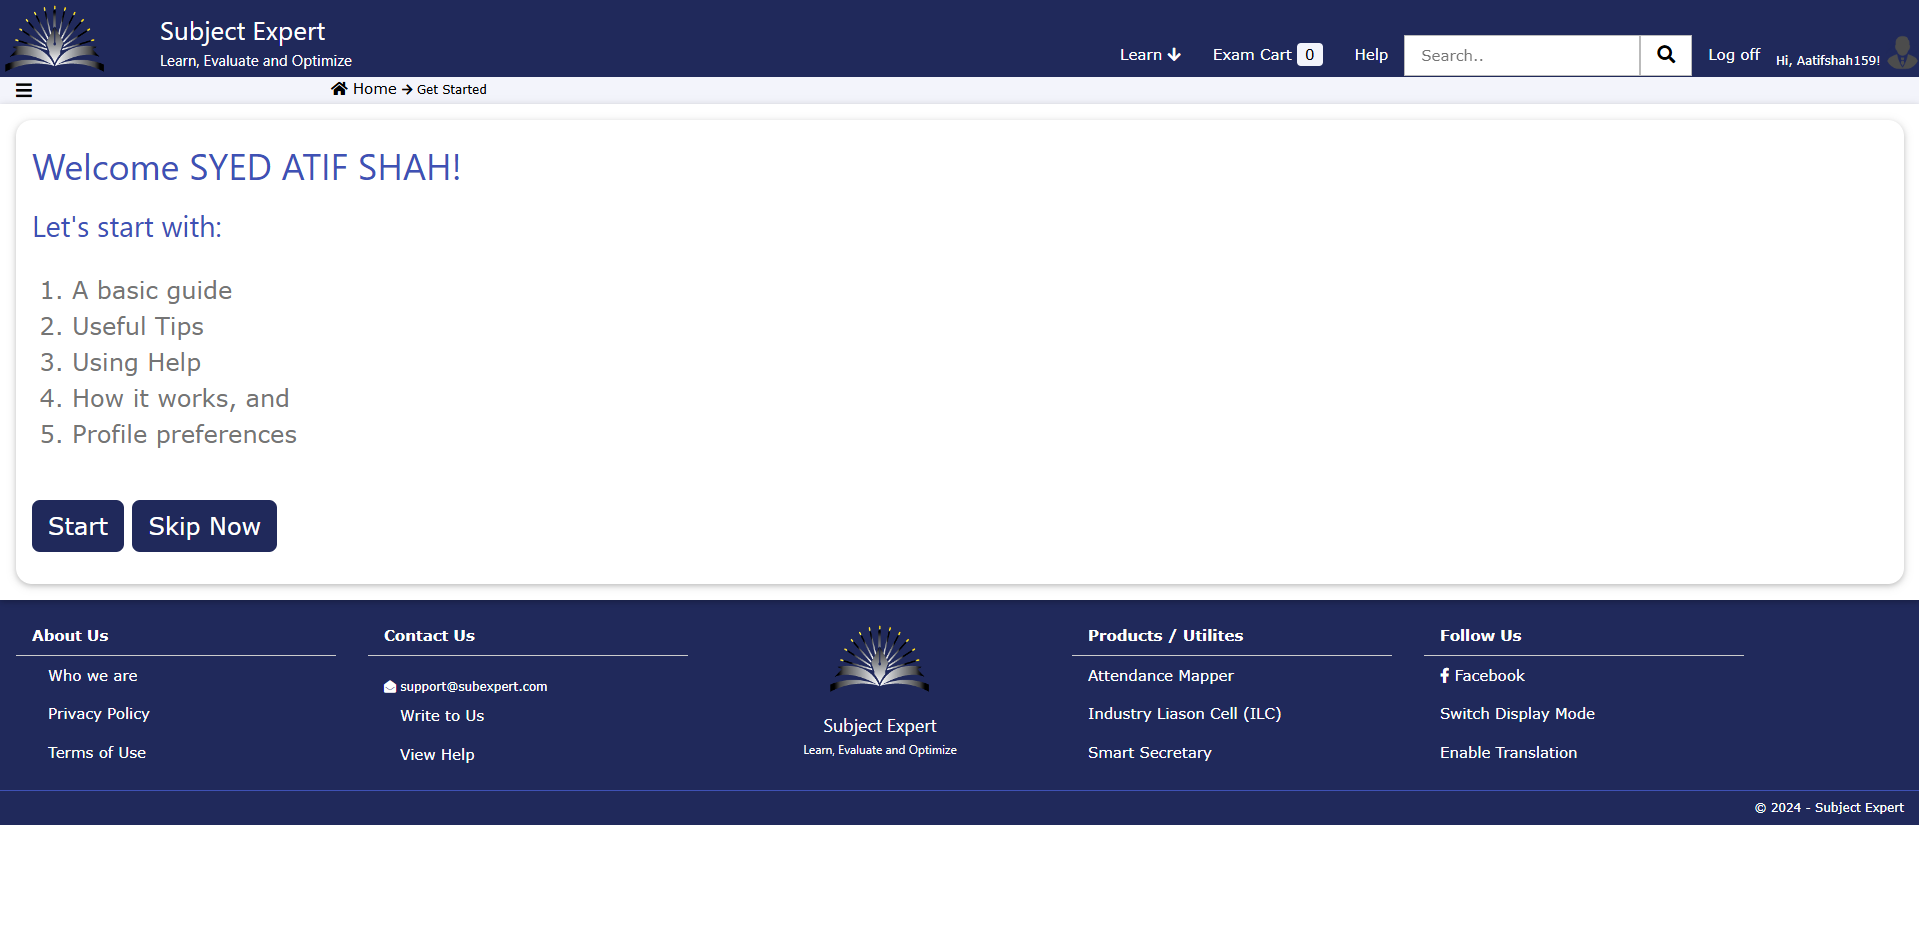 Subject Expert
Learn, Evaluate and Optimize
Learn Exam Cart 0 Help Search.. Log off Hi, Aatifshah159!
Home Get Started
Welcome SYED ATIF SHAH!
Let's start with:
1. A basic guide
2. Useful Tips
3. Using Help
4. How it works, and
5. Profile preferences
Start Skip Now
About Us
Who we are
Privacy Policy
Terms of Use
Contact Us
support@subexpert.com
Write to Us
View Help
Subject Expert
Learn, Evaluate and Optimize
Products / Utilites
Attendance Mapper
Industry Liason Cell (ILC)
Smart Secretary
Follow Us
Facebook
Switch Display Mode
Enable Translation
© 2024 - Subject Expert